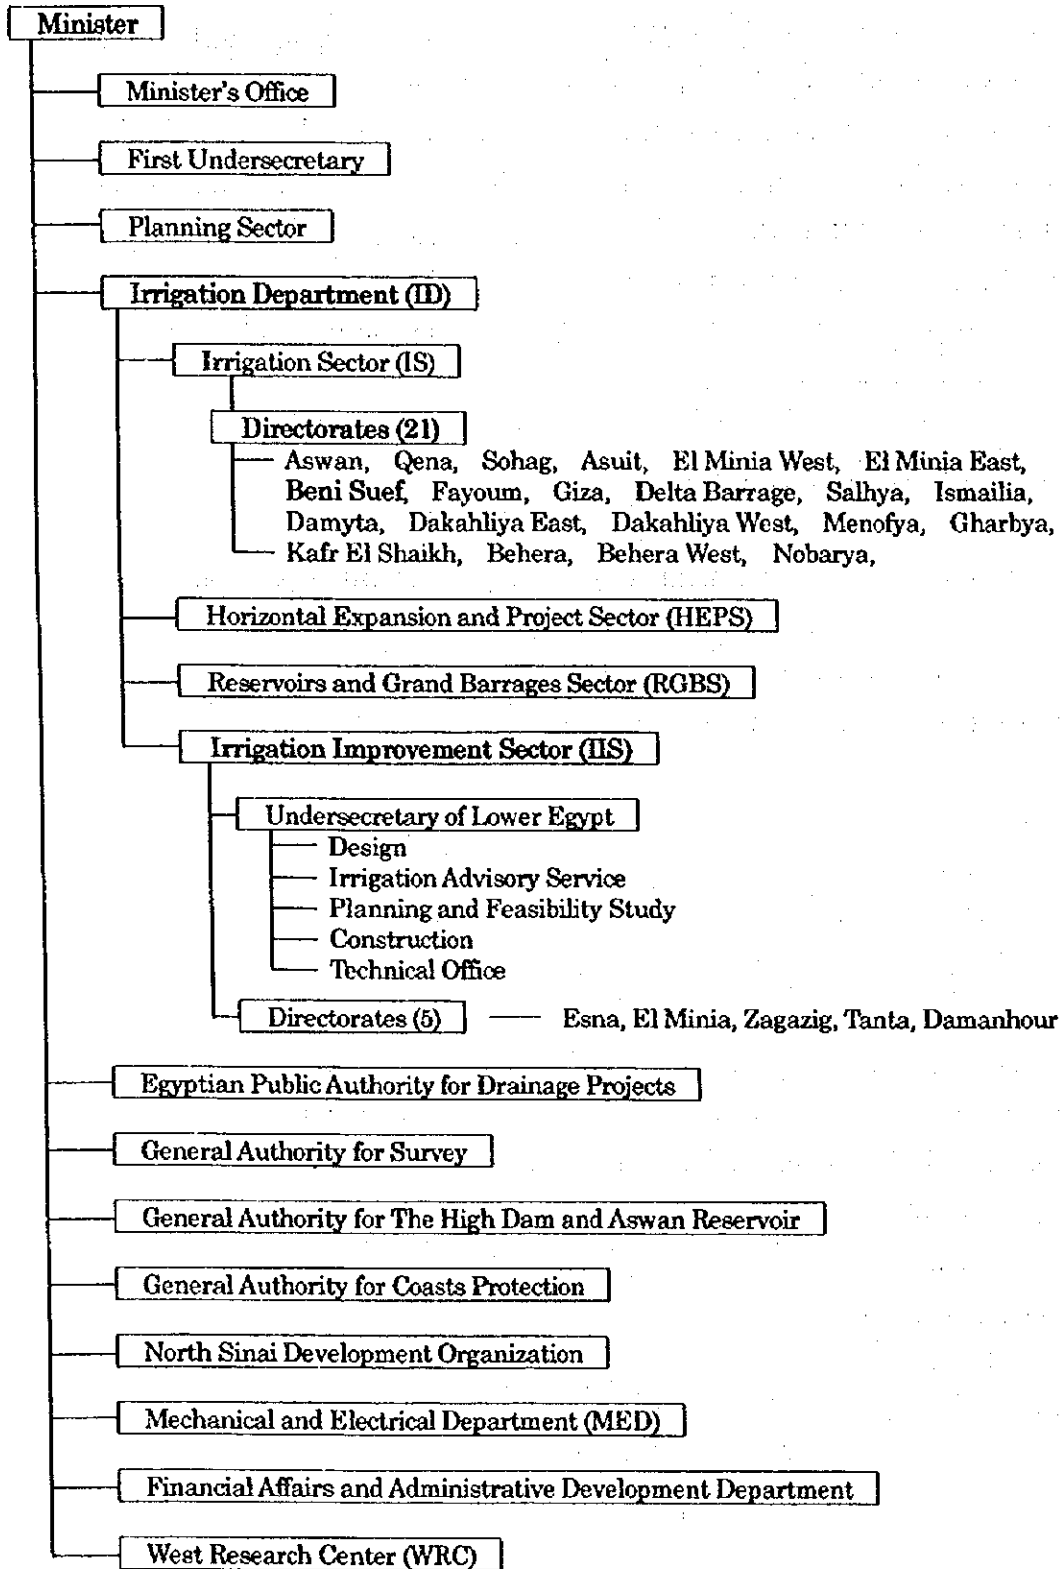 Minister
Minister's Office
First Undersecretary
Planning Sector
Irrigation Department (ID)
Irrigation Sector (IS)
Directorates (21)
Aswan, Qena, Sohag, Asuit, El Minia West, El Minia East,
Beni Suef, Fayoum, Giza, Delta Barrage, Salhya, Ismailia,
Damyta, Dakahliya East, Dakahliya West, Menofya, Gharbya,
Kafr El Shaikh, Behera, Behera West, Nobarya,
Horizontal Expansion and Project Sector (HEPS)
Reservoirs and Grand Barrages Sector (RGBS)
Irrigation Improvement Sector (IIS)
Undersecretary of Lower Egypt
Design
Irrigation Advisory Service
Planning and Feasibility Study
Construction
Technical Office
Directorates (5) Esna, El Minia, Zagazig, Tanta, Damanhour
Egyptian Public Authority for Drainage Projects
General Authority for Survey
General Authority for The High Dam and Aswan Reservoir
General Authority for Coasts Protection
North Sinai Development Organization
Mechanical and Electrical Department (MED)
Financial Affairs and Administrative Development Department
West Research Center (WRC)